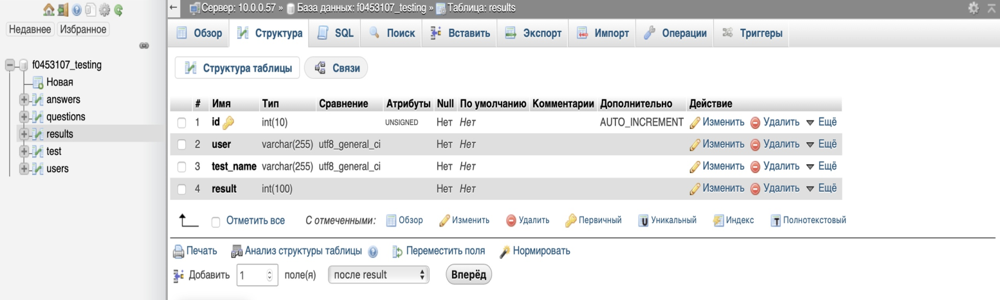 Сервер: 10.0.0.57 » База данных: f0453107_testing » Таблица: results
Недавнее Избранное
Обзор Структура SQL Поиск Вставить Экспорт Импорт Операции Триггеры
f0453107_testing
Новая
answers
questions
results
test
users
Структура таблицы Связи
# Имя Тип Сравнение Атрибуты Null По умолчанию Комментарии Дополнительно Действие
1 id int(10) UNSIGNED Нет Нет AUTO_INCREMENT Изменить Удалить Ещё
2 user varchar(255) utf8_general_ci Нет Нет Изменить Удалить Ещё
3 test_name varchar(255) utf8_general_ci Нет Нет Изменить Удалить Ещё
4 result int(100) Нет Нет Изменить Удалить Ещё
Отметить все С отмеченными: Обзор Изменить Удалить Первичный Уникальный Индекс Полнотекстовый
Печать Анализ структуры таблицы Переместить поля Нормировать
Добавить 1 поле(я) после result Вперёд